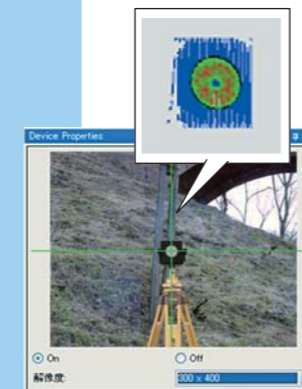 Device Properties
On Off
解像度:
300 x 400